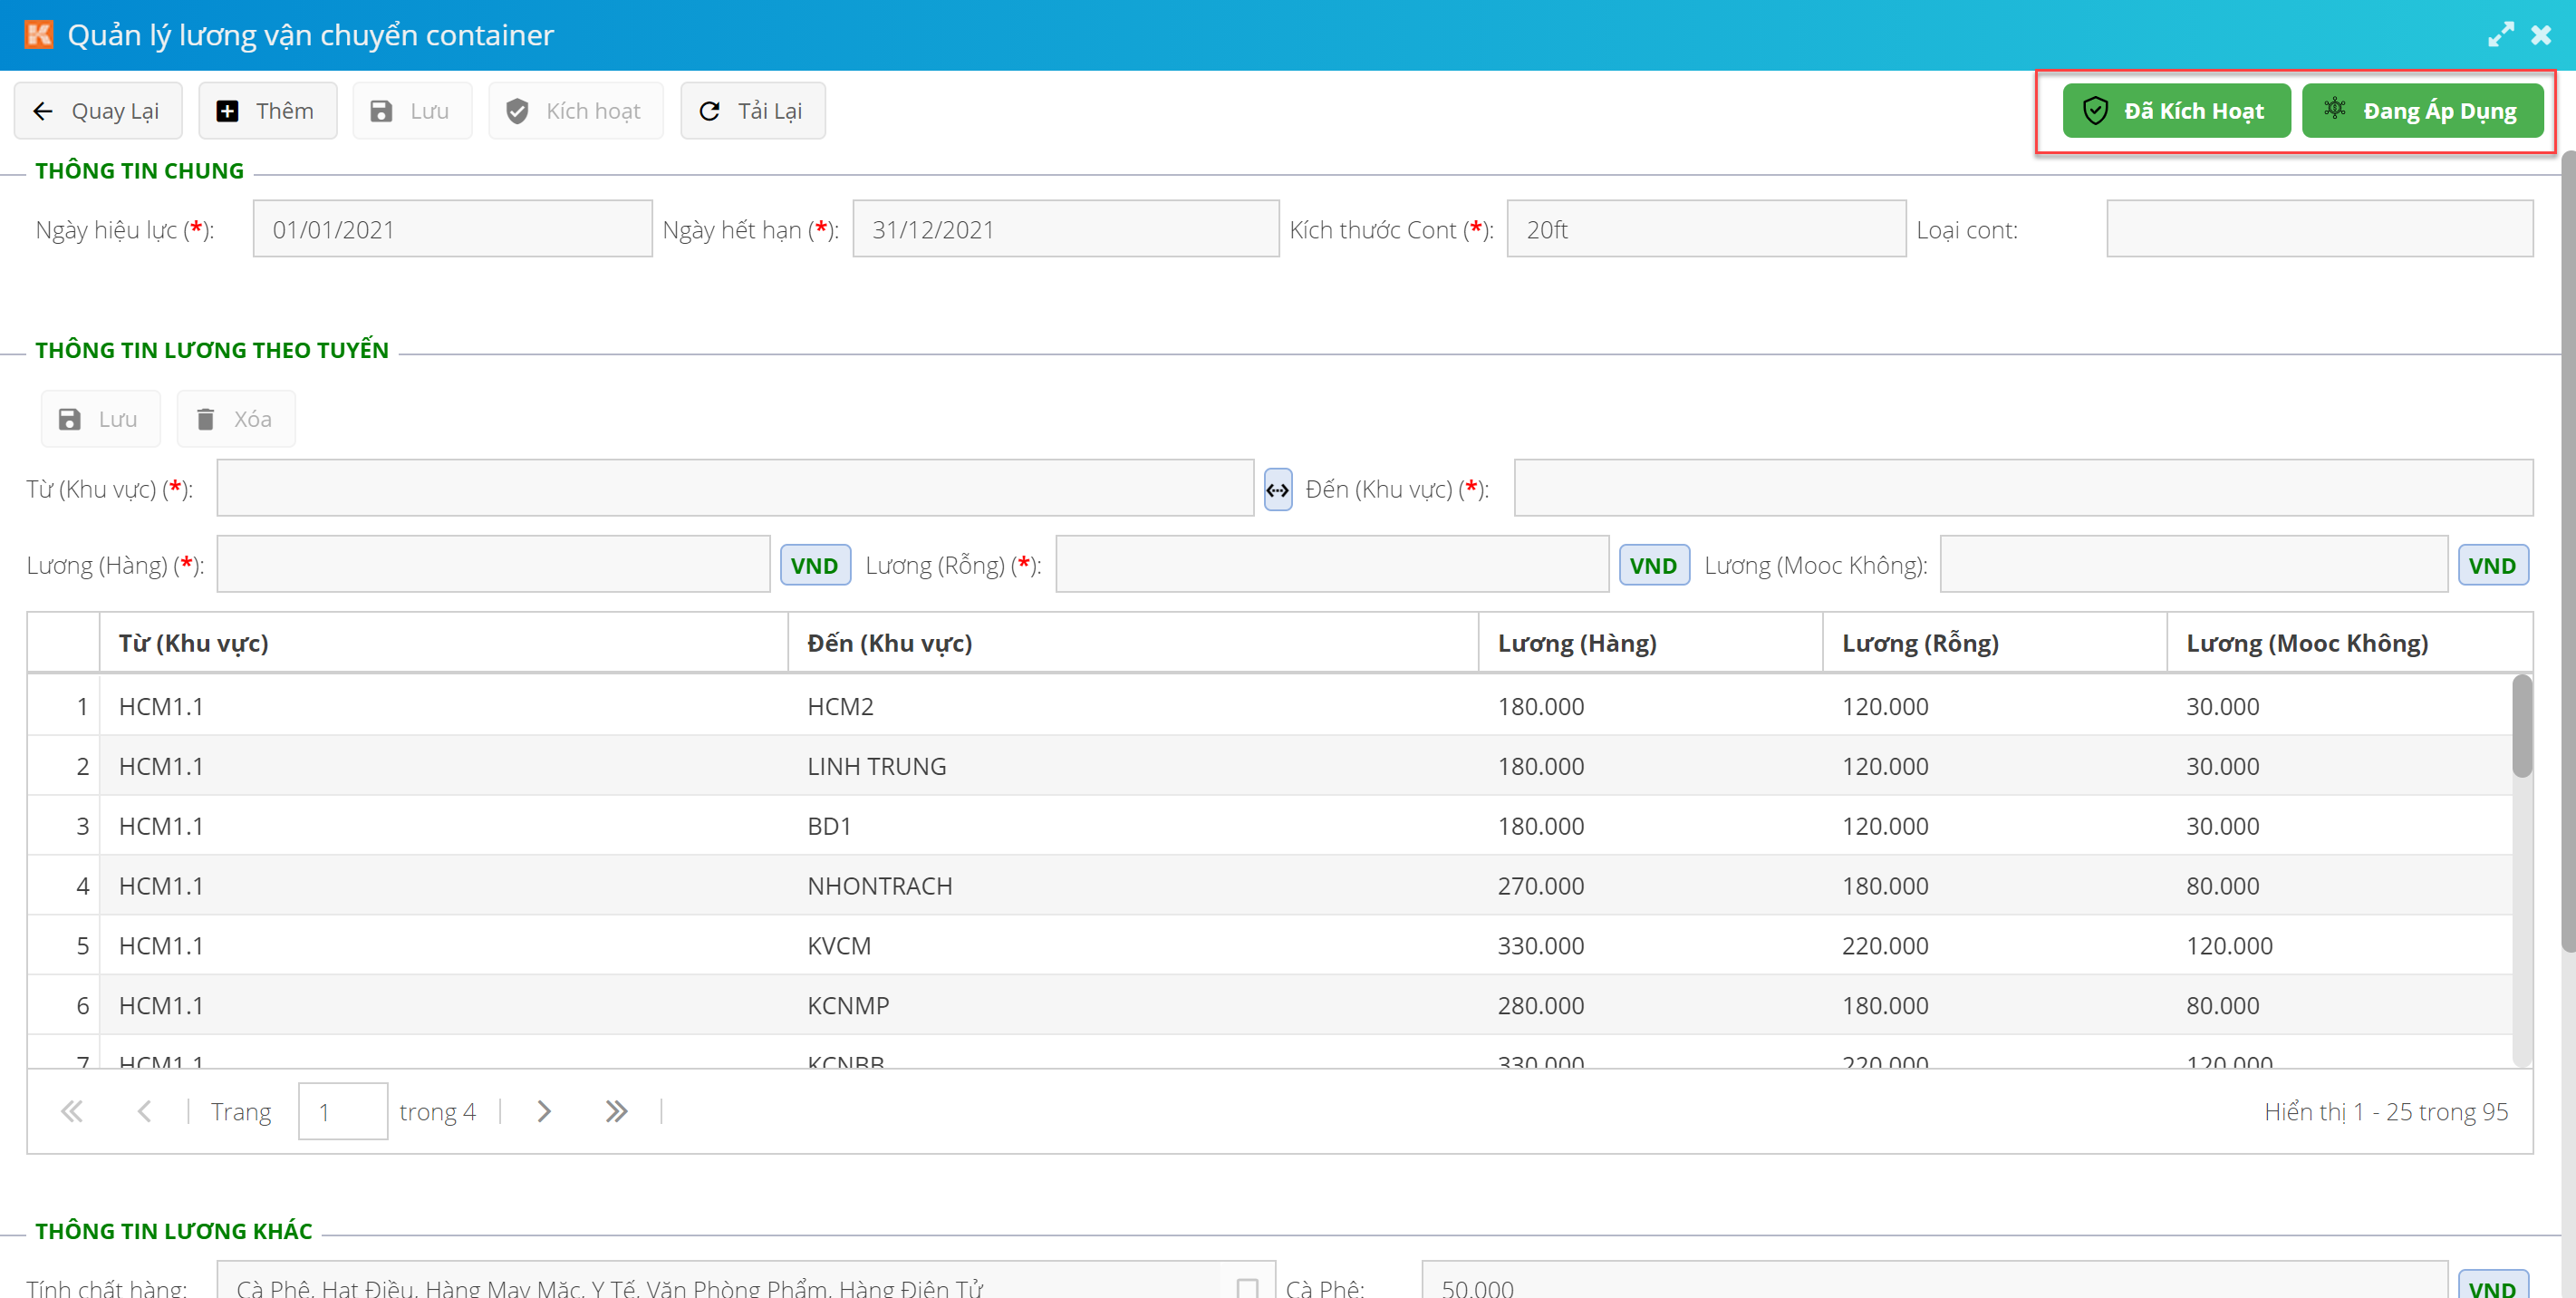 K Quản lý lương vận chuyển container
Quay Lại Thêm Lưu Kích hoạt Tải Lại Đã Kích Hoạt Đang Áp Dụng
THÔNG TIN CHUNG
Ngày hiệu lực (*): 01/01/2021 Ngày hết hạn (*): 31/12/2021 Kích thước Cont (*): 20ft Loại cont:
THÔNG TIN LƯƠNG THEO TUYẾN
Lưu Xóa
Từ (Khu vực) (*): Đến (Khu vực) (*):
Lương (Hàng) (*): VND Lương (Rỗng) (*): VND Lương (Mooc Không): VND
Từ (Khu vực) Đến (Khu vực) Lương (Hàng) Lương (Rỗng) Lương (Mooc Không)
1 HCM1.1 HCM2 180.000 120.000 30.000
2 HCM1.1 LINH TRUNG 180.000 120.000 30.000
3 HCM1.1 BD1 180.000 120.000 30.000
4 HCM1.1 NHONTRACH 270.000 180.000 80.000
5 HCM1.1 KVCM 330.000 220.000 120.000
6 HCM1.1 KCNMP 280.000 180.000 80.000
7 HCM1.1 KCNBB 330.000 220.000 120.000
Trang 1 trong 4 Hiển thị 1 - 25 trong 95
THÔNG TIN LƯƠNG KHÁC
Tính chất hàng: Cà Phê, Hạt Điều, Hàng May Mặc, Y Tế, Văn Phòng Phẩm, Hàng Điện Tử Cà Phê: 50.000 VND